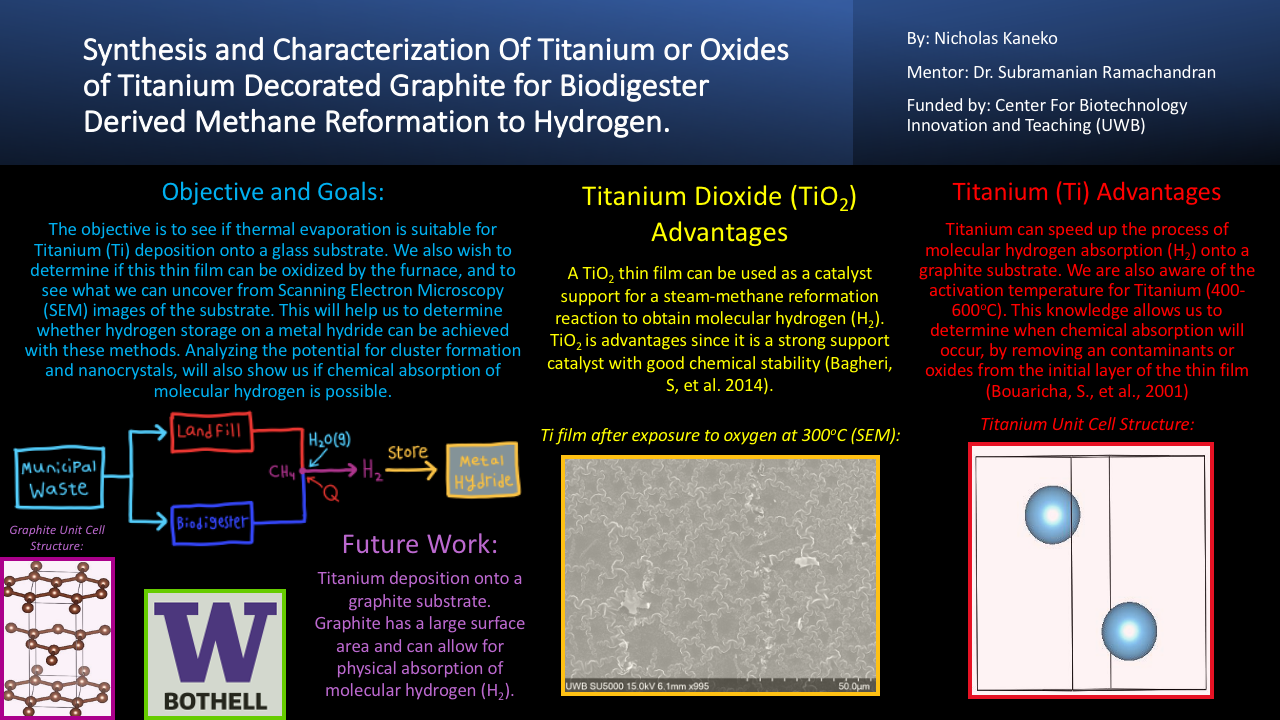 Synthesis and Characterization Of Titanium or Oxides
of Titanium Decorated Graphite for Biodigester
Derived Methane Reformation to Hydrogen.
By: Nicholas Kaneko
Mentor: Dr. Subramanian Ramachandran
Funded by: Center For Biotechnology
Innovation and Teaching (UWB)
Objective and Goals:
The objective is to see if thermal evaporation is suitable for
Titanium (Ti) deposition onto a glass substrate. We also wish to
determine if this thin film can be oxidized by the furnace, and to
see what we can uncover from Scanning Electron Microscopy
(SEM) images of the substrate. This will help us to determine
whether hydrogen storage on a metal hydride can be achieved
with these methods. Analyzing the potential for cluster formation
and nanocrystals, will also show us if chemical absorption of
molecular hydrogen is possible.
Municipal
Waste
Landfill
Biodigester
CH₄
H₂O(g)
Q
H₂
Store
Metal
Hydride
Graphite Unit Cell
Structure:
W
BOTHELL
Future Work:
Titanium deposition onto a
graphite substrate.
Graphite has a large surface
area and can allow for
physical absorption of
molecular hydrogen (H₂).
Titanium Dioxide (TiO₂)
Advantages
A TiO₂ thin film can be used as a catalyst
support for a steam-methane reformation
reaction to obtain molecular hydrogen (H₂).
TiO₂ is advantages since it is a strong support
catalyst with good chemical stability (Bagheri,
S, et al. 2014).
Ti film after exposure to oxygen at 300°C (SEM):
UWB SU5000 15.0kV 6.1mm x995
50.0µm
Titanium (Ti) Advantages
Titanium can speed up the process of
molecular hydrogen absorption (H₂) onto a
graphite substrate. We are also aware of the
activation temperature for Titanium (400-
600°C). This knowledge allows us to
determine when chemical absorption will
occur, by removing an contaminants or
oxides from the initial layer of the thin film
(Bouaricha, S., et al., 2001)
Titanium Unit Cell Structure: